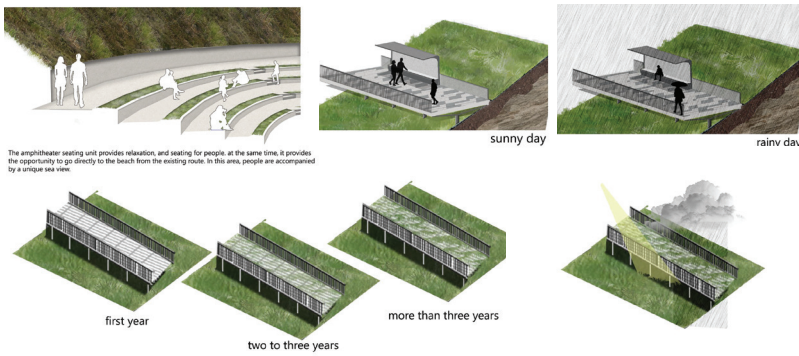 sunny day
rainy day
The amphitheater seating unit provides relaxation, and seating for people. at the same time, it provides
the opportunity to go directly to the beach from the existing route. In this area, people are accompanied
by a unique sea view.
first year
two to three years
more than three years